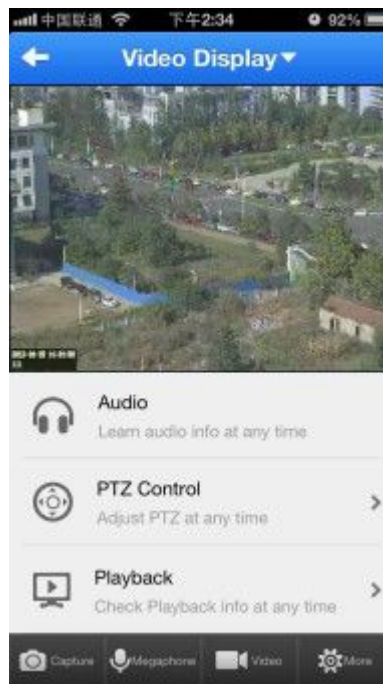 中国联通 下午2:34 92%
Video Display
Audio
Learn audio info at any time
PTZ Control
Adjust PTZ at any time
Playback
Check Playback info at any time
Capture Megaphone Video More